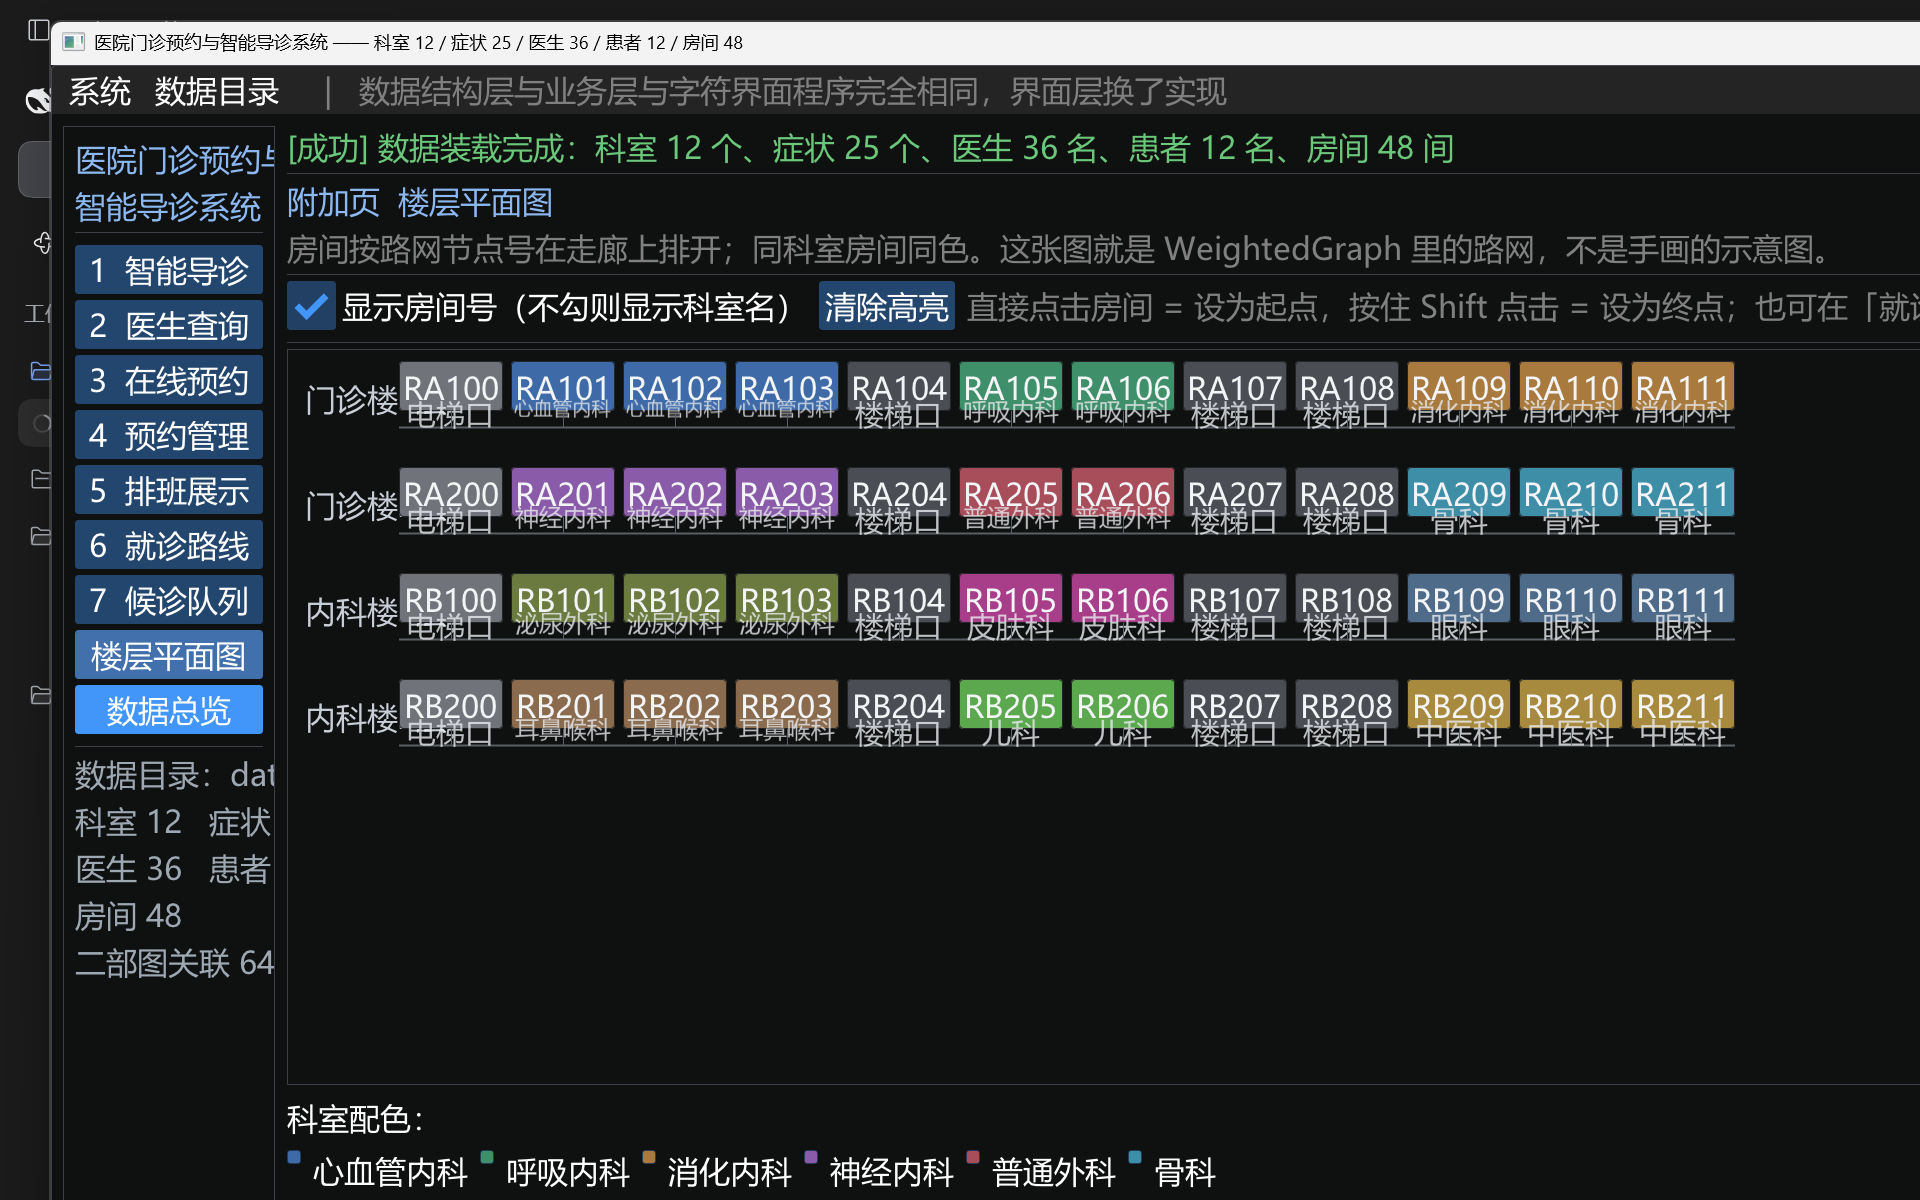 医院门诊预约与智能导诊系统 —— 科室 12 / 症状 25 / 医生 36 / 患者 12 / 房间 48
系统 数据目录 | 数据结构层与业务层与字符界面程序完全相同，界面层换了实现
医院门诊预约与
智能导诊系统
1 智能导诊
2 医生查询
3 在线预约
4 预约管理
5 排班展示
6 就诊路线
7 候诊队列
楼层平面图
数据总览
数据目录：dat
科室 12 症状
医生 36 患者
房间 48
二部图关联 64
[成功] 数据装载完成：科室 12 个、症状 25 个、医生 36 名、患者 12 名、房间 48 间
附加页 楼层平面图
房间按路网节点号在走廊上排开；同科室房间同色。这张图就是 WeightedGraph 里的路网，不是手画的示意图。
显示房间号（不勾则显示科室名） 清除高亮 直接点击房间 = 设为起点，按住 Shift 点击 = 设为终点；也可在「就
门诊楼 RA100 RA101 RA102 RA103 RA104 RA105 RA106 RA107 RA108 RA109 RA110 RA111
电梯口 心血管内科 心血管内科 心血管内科 楼梯口 呼吸内科 呼吸内科 楼梯口 楼梯口 消化内科 消化内科 消化内科
门诊楼 RA200 RA201 RA202 RA203 RA204 RA205 RA206 RA207 RA208 RA209 RA210 RA211
电梯口 神经内科 神经内科 神经内科 楼梯口 普通外科 普通外科 楼梯口 楼梯口 骨科 骨科 骨科
内科楼 RB100 RB101 RB102 RB103 RB104 RB105 RB106 RB107 RB108 RB109 RB110 RB111
电梯口 泌尿外科 泌尿外科 泌尿外科 楼梯口 皮肤科 皮肤科 楼梯口 楼梯口 眼科 眼科 眼科
内科楼 RB200 RB201 RB202 RB203 RB204 RB205 RB206 RB207 RB208 RB209 RB210 RB211
电梯口 耳鼻喉科 耳鼻喉科 耳鼻喉科 楼梯口 儿科 儿科 楼梯口 楼梯口 中医科 中医科 中医科
科室配色：
心血管内科 呼吸内科 消化内科 神经内科 普通外科 骨科